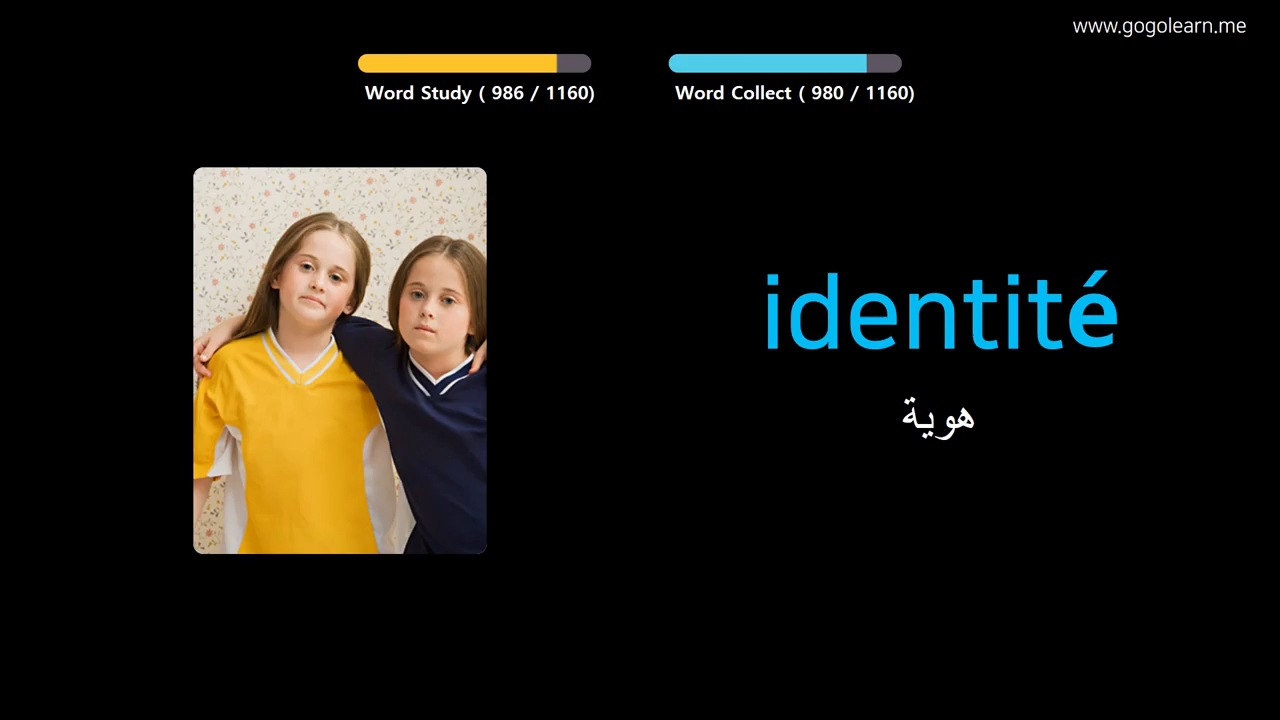 www.gogolearn.me
Word Study ( 986 / 1160)
Word Collect ( 980 / 1160)
identité
هوية